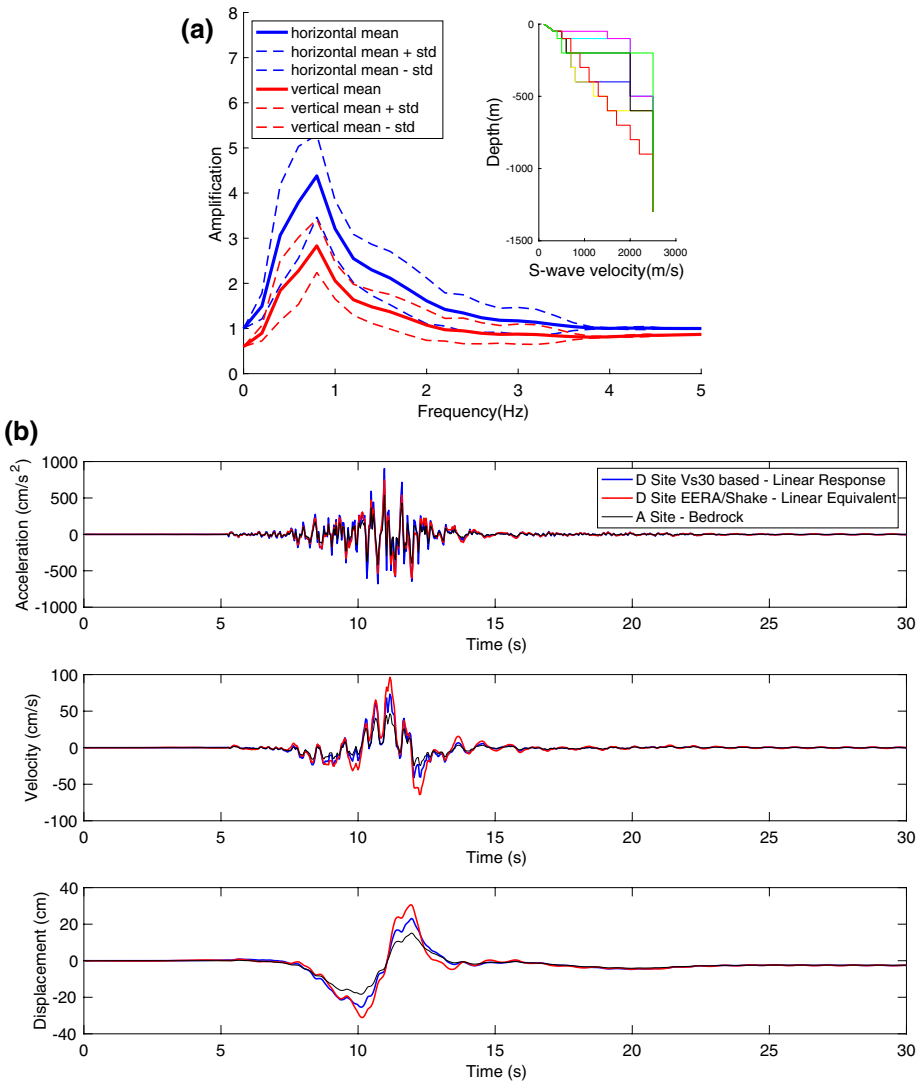 (a)
8
7
6
5
4
3
2
1
0
Amplification
horizontal mean
horizontal mean + std
horizontal mean - std
vertical mean
vertical mean + std
vertical mean - std
0 1 2 3 4 5
Frequency(Hz)
0
-500
-1000
-1500
Depth(m)
0 1000 2000 3000
S-wave velocity(m/s)
(b)
1000
500
0
-500
-1000
Acceleration (cm/s²)
D Site Vs30 based - Linear Response
D Site EERA/Shake - Linear Equivalent
A Site - Bedrock
0 5 10 15 20 25 30
Time (s)
100
50
0
-50
-100
Velocity (cm/s)
0 5 10 15 20 25 30
Time (s)
40
20
0
-20
-40
Displacement (cm)
0 5 10 15 20 25 30
Time (s)